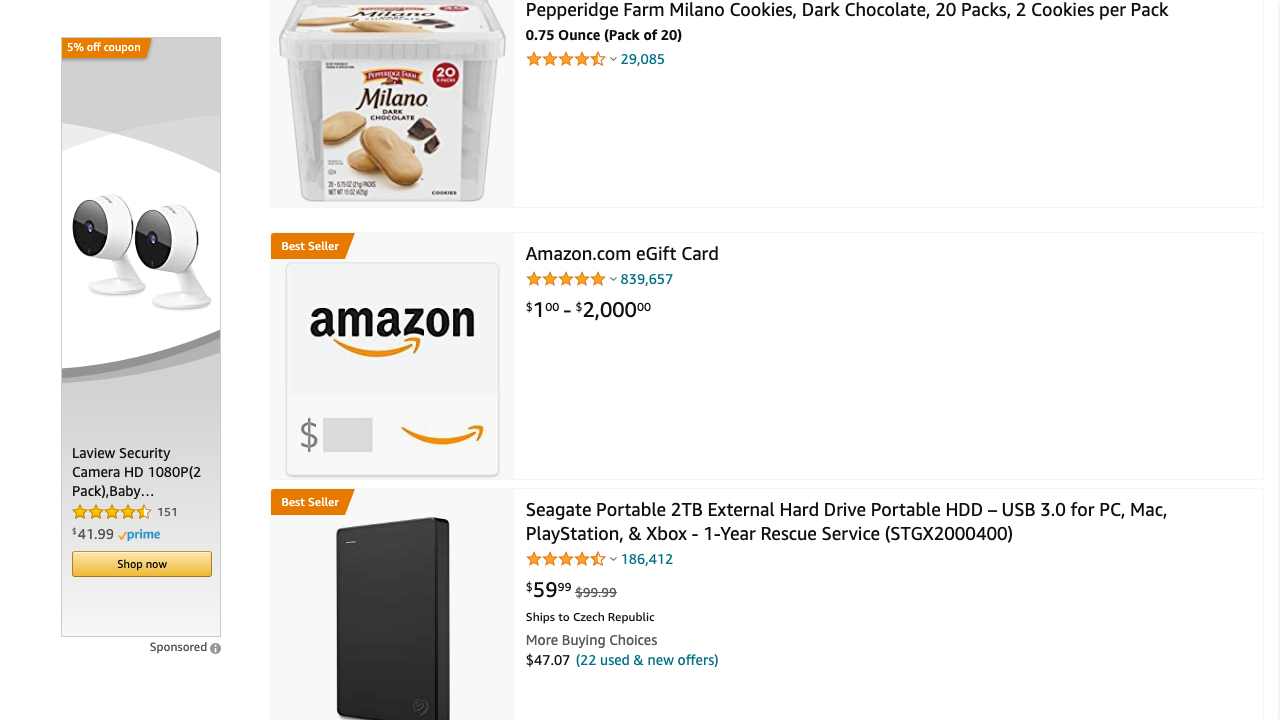 5% off coupon
Laview Security
Camera HD 1080P(2
Pack),Baby...
151
$41.99 prime
Shop now
Sponsored
20
PEPPERIDGE FARM
Milano
DARK
CHOCOLATE
COOKIES
Pepperidge Farm Milano Cookies, Dark Chocolate, 20 Packs, 2 Cookies per Pack
0.75 Ounce (Pack of 20)
29,085
Best Seller
amazon
$
Amazon.com eGift Card
839,657
$1.00 - $2,000.00
Best Seller
Seagate Portable 2TB External Hard Drive Portable HDD – USB 3.0 for PC, Mac,
PlayStation, & Xbox - 1-Year Rescue Service (STGX2000400)
186,412
$59.99 $99.99
Ships to Czech Republic
More Buying Choices
$47.07 (22 used & new offers)